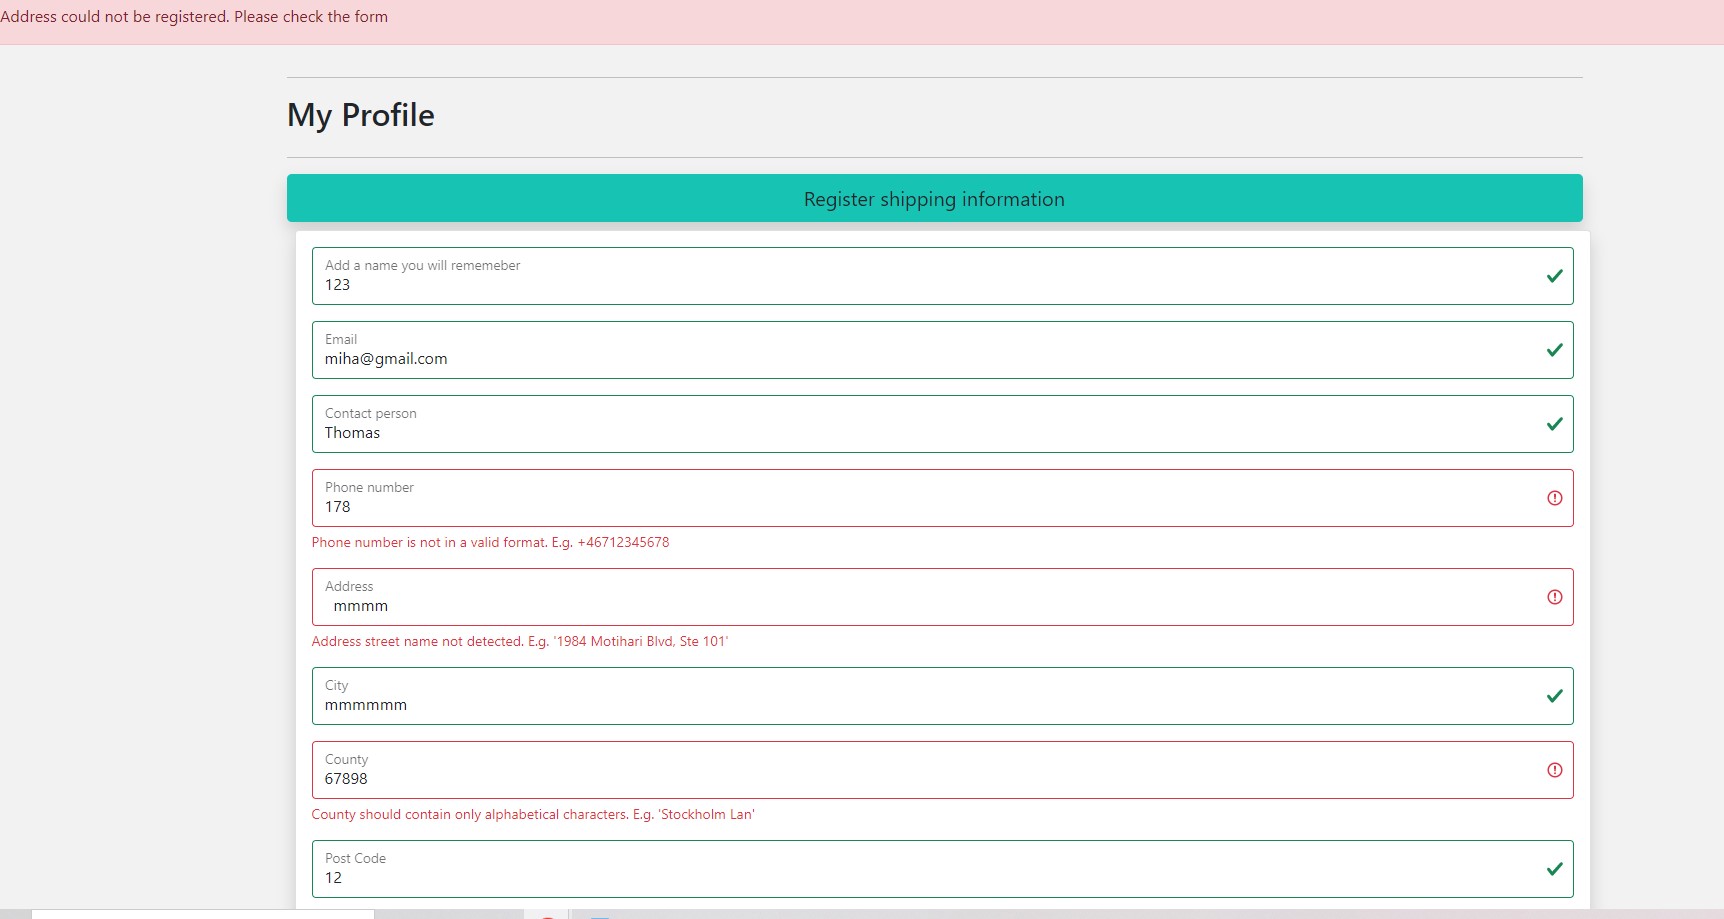 Address could not be registered. Please check the form
My Profile
Register shipping information
Add a name you will rememeber
123
Email
miha@gmail.com
Contact person
Thomas
Phone number
178
Phone number is not in a valid format. E.g. +46712345678
Address
mmmm
Address street name not detected. E.g. '1984 Motihari Blvd, Ste 101'
City
mmmmmm
County
67898
County should contain only alphabetical characters. E.g. 'Stockholm Lan'
Post Code
12